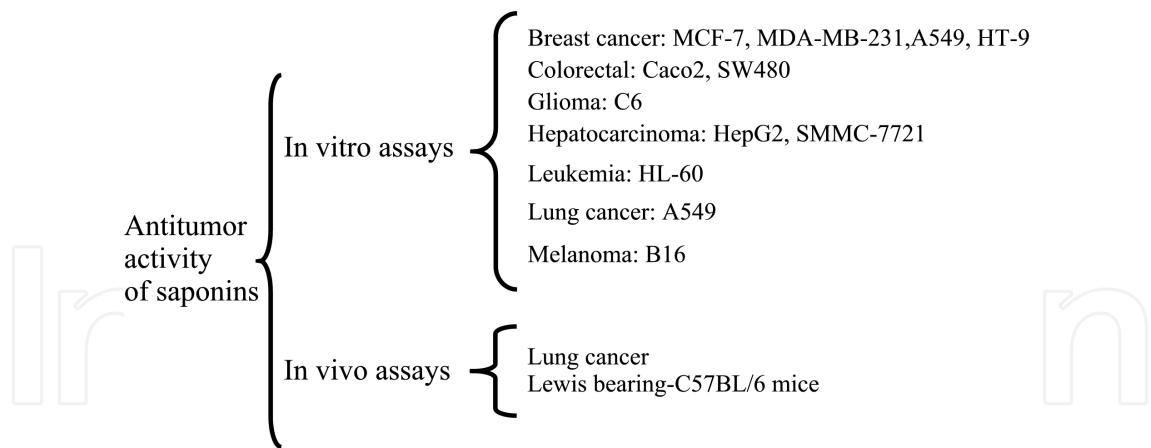 Breast cancer: MCF-7, MDA-MB-231,A549, HT-9
Colorectal: Caco2, SW480
Glioma: C6
Hepatocarcinoma: HepG2, SMMC-7721
In vitro assays
Leukemia: HL-60
Lung cancer: A549
Melanoma: B16
Antitumor
activity
of saponins
In vivo assays
Lung cancer
Lewis bearing-C57BL/6 mice